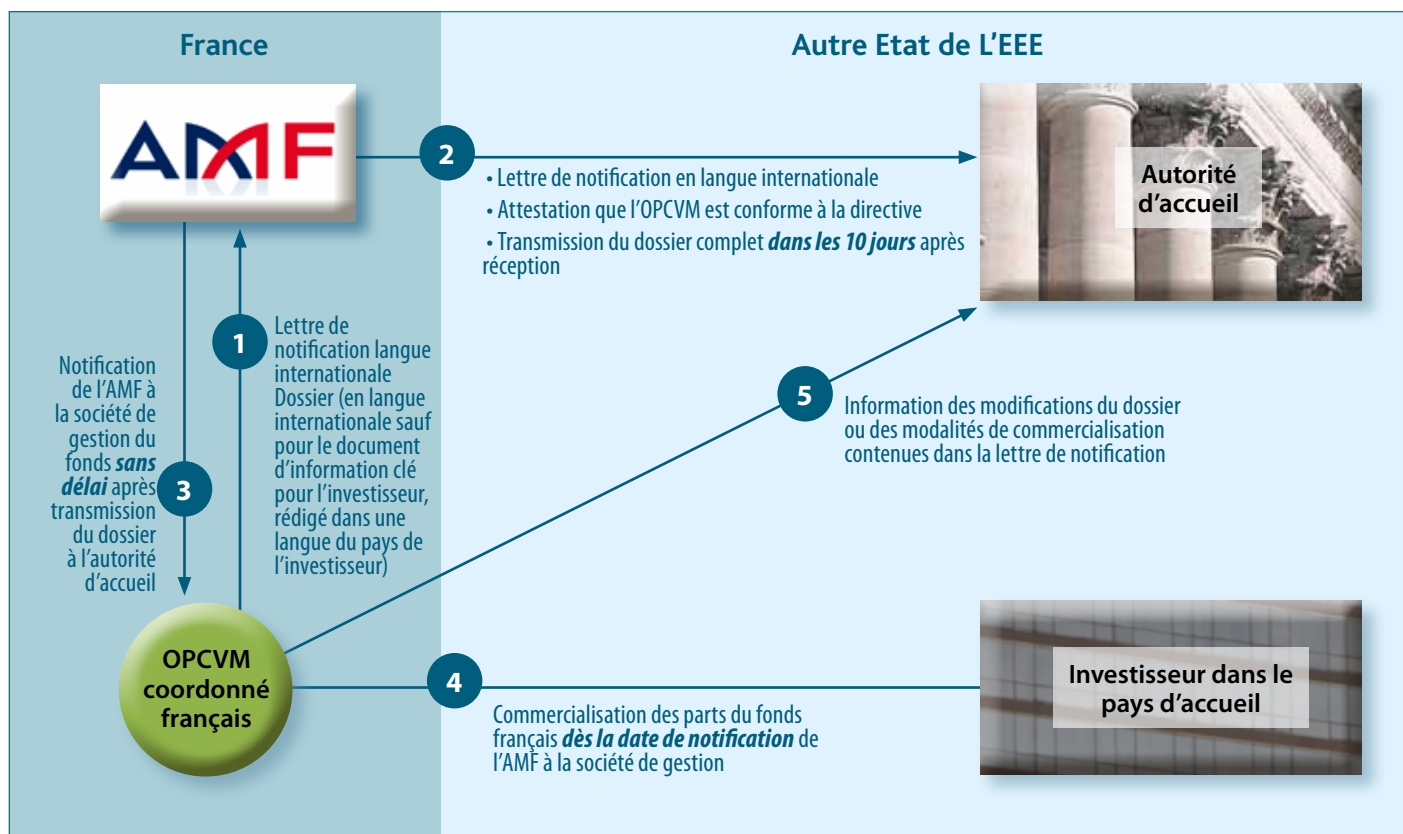 France
Autre Etat de L’EEE
AMF
2
• Lettre de notification en langue internationale
• Attestation que l’OPCVM est conforme à la directive
• Transmission du dossier complet dans les 10 jours après
réception
Autorité
d’accueil
1
Lettre de
notification langue
internationale
Dossier (en langue
internationale sauf
pour le document
d’information clé
pour l’investisseur,
rédigé dans une
langue du pays de
l’investisseur)
Notification
de l’AMF à
la société de
gestion du
fonds sans
délai après
transmission
du dossier
à l’autorité
d’accueil
3
5
Information des modifications du dossier
ou des modalités de commercialisation
contenues dans la lettre de notification
OPCVM
coordonné
français
4
Commercialisation des parts du fonds
français dès la date de notification de
l’AMF à la société de gestion
Investisseur dans le
pays d’accueil